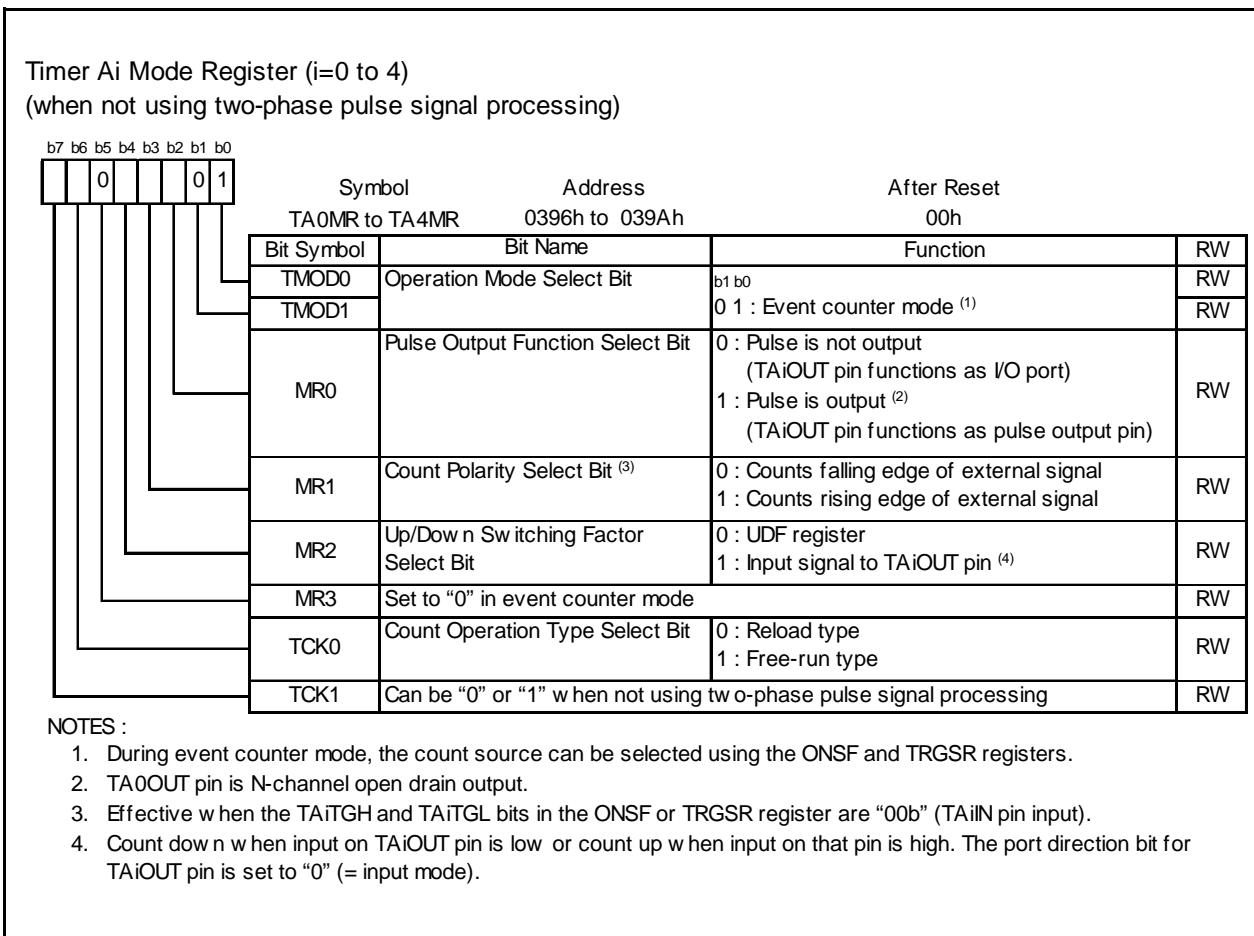 Timer Ai Mode Register (i=0 to 4)
(when not using two-phase pulse signal processing)
b7 b6 b5 b4 b3 b2 b1 b0
0 0 1
Symbol Address After Reset
TA0MR to TA4MR 0396h to 039Ah 00h
Bit Symbol Bit Name Function RW
TMOD0 Operation Mode Select Bit b1 b0 RW
TMOD1 0 1 : Event counter mode (1) RW
MR0 Pulse Output Function Select Bit 0 : Pulse is not output
(TAiOUT pin functions as I/O port)
1 : Pulse is output (2)
(TAiOUT pin functions as pulse output pin) RW
MR1 Count Polarity Select Bit (3) 0 : Counts falling edge of external signal
1 : Counts rising edge of external signal RW
MR2 Up/Down Switching Factor Select Bit 0 : UDF register
1 : Input signal to TAiOUT pin (4) RW
MR3 Set to “0” in event counter mode RW
TCK0 Count Operation Type Select Bit 0 : Reload type
1 : Free-run type RW
TCK1 Can be “0” or “1” when not using two-phase pulse signal processing RW
NOTES :
1. During event counter mode, the count source can be selected using the ONSF and TRGSR registers.
2. TA0OUT pin is N-channel open drain output.
3. Effective when the TAiTGH and TAiTGL bits in the ONSF or TRGSR register are “00b” (TAiIN pin input).
4. Count down when input on TAiOUT pin is low or count up when input on that pin is high. The port direction bit for
TAiOUT pin is set to “0” (= input mode).